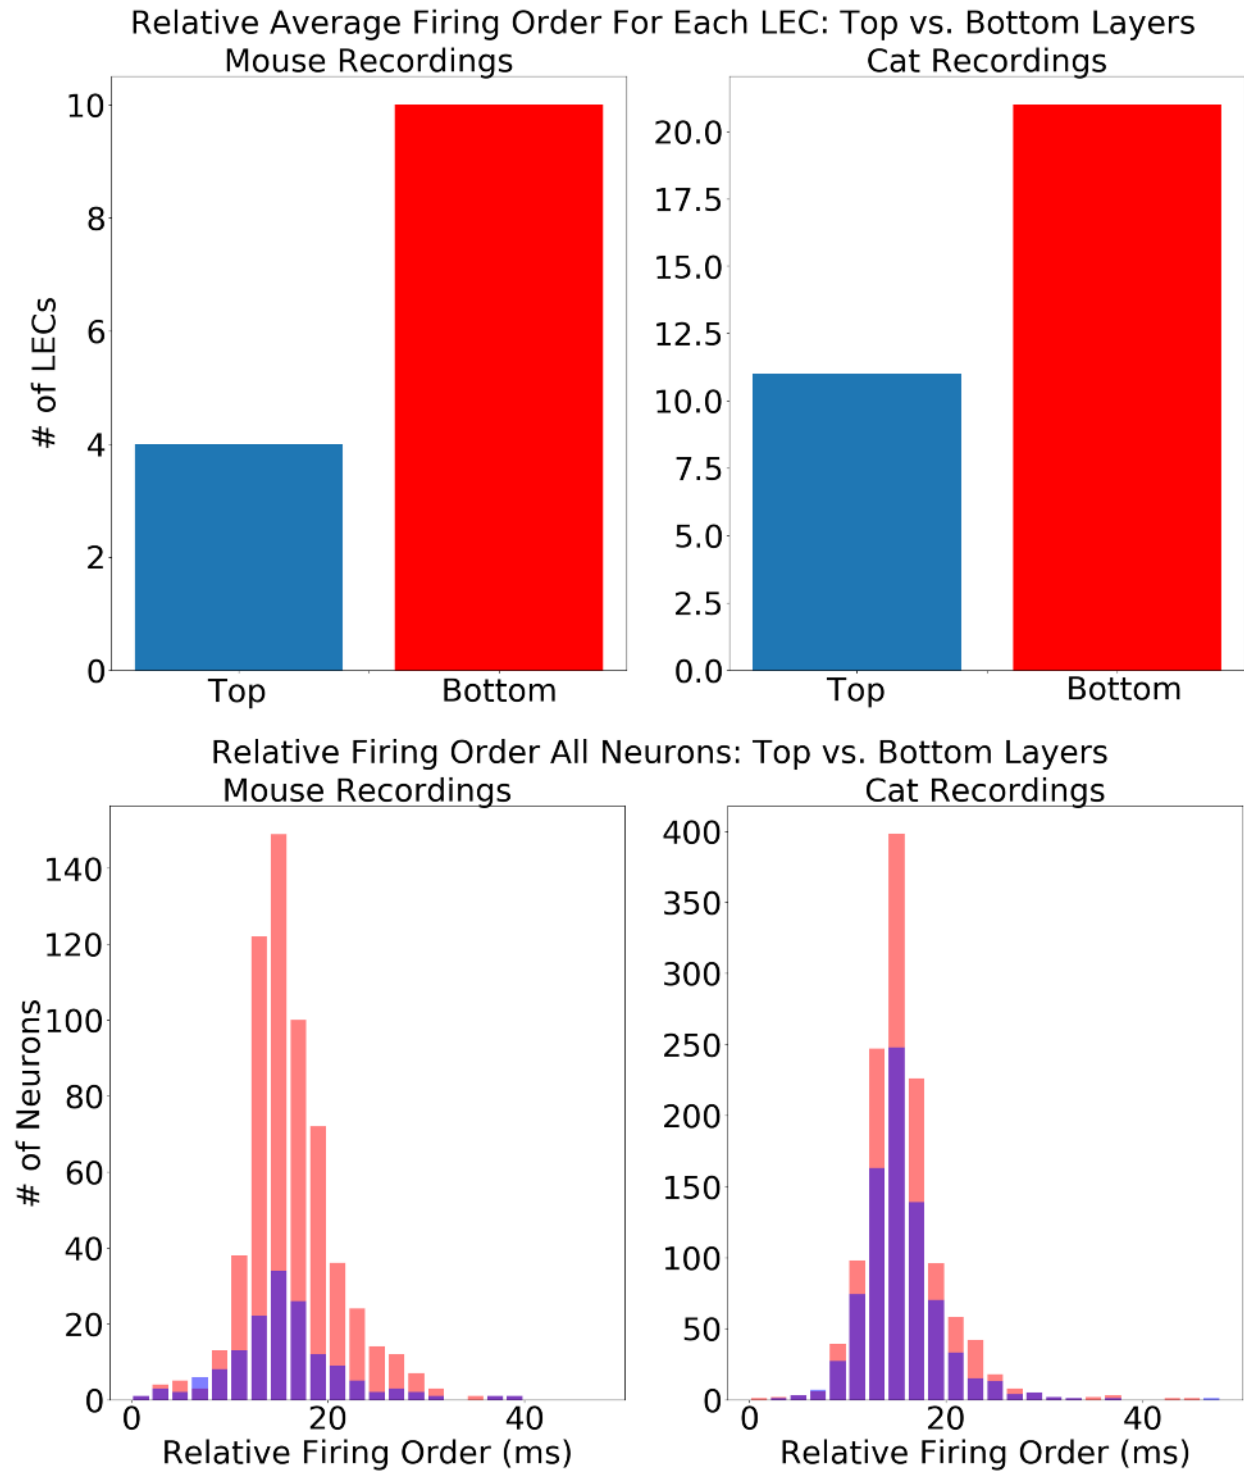 Relative Average Firing Order For Each LEC: Top vs. Bottom Layers
Mouse Recordings
Cat Recordings
# of LECs
10
8
6
4
2
0
Top
Bottom
20.0
17.5
15.0
12.5
10.0
7.5
5.0
2.5
0.0
Top
Bottom
Relative Firing Order All Neurons: Top vs. Bottom Layers
Mouse Recordings
Cat Recordings
# of Neurons
140
120
100
80
60
40
20
0
0
20
40
Relative Firing Order (ms)
400
350
300
250
200
150
100
50
0
0
20
40
Relative Firing Order (ms)